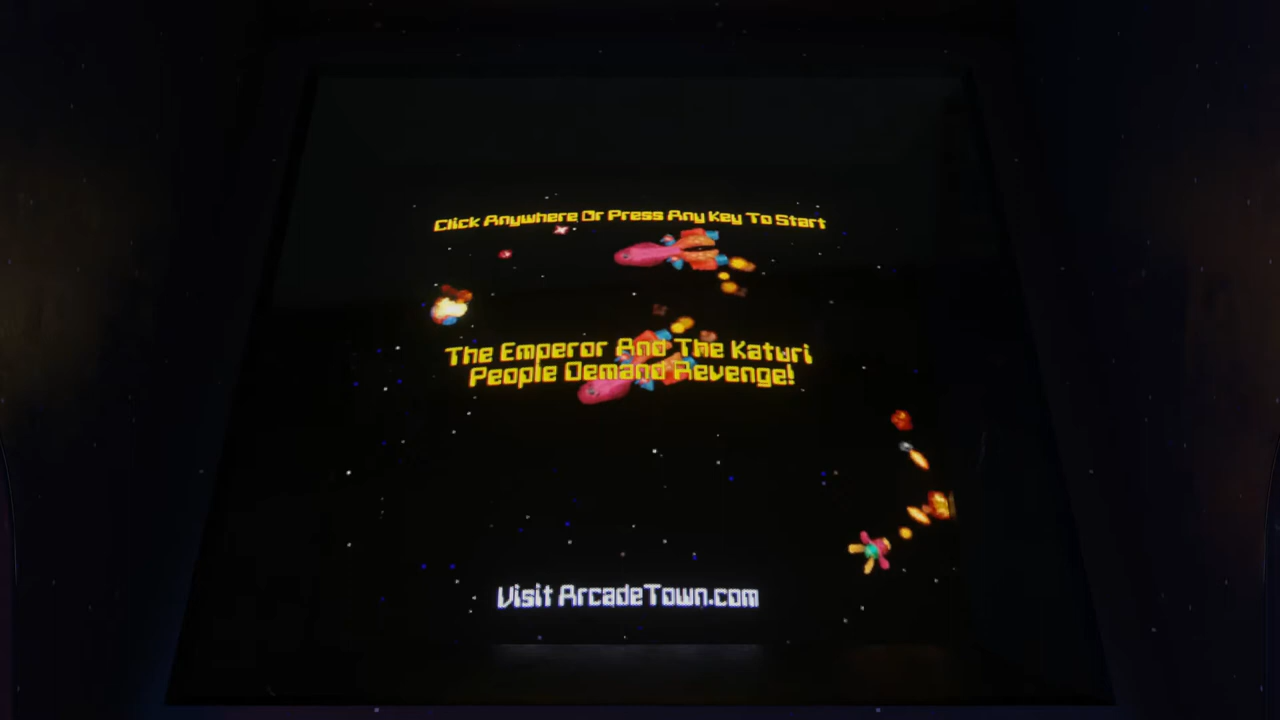 Click Anywhere Or Press Any Key To Start
The Emperor And The Katuri
People Demand Revenge!
Visit ArcadeTown.com